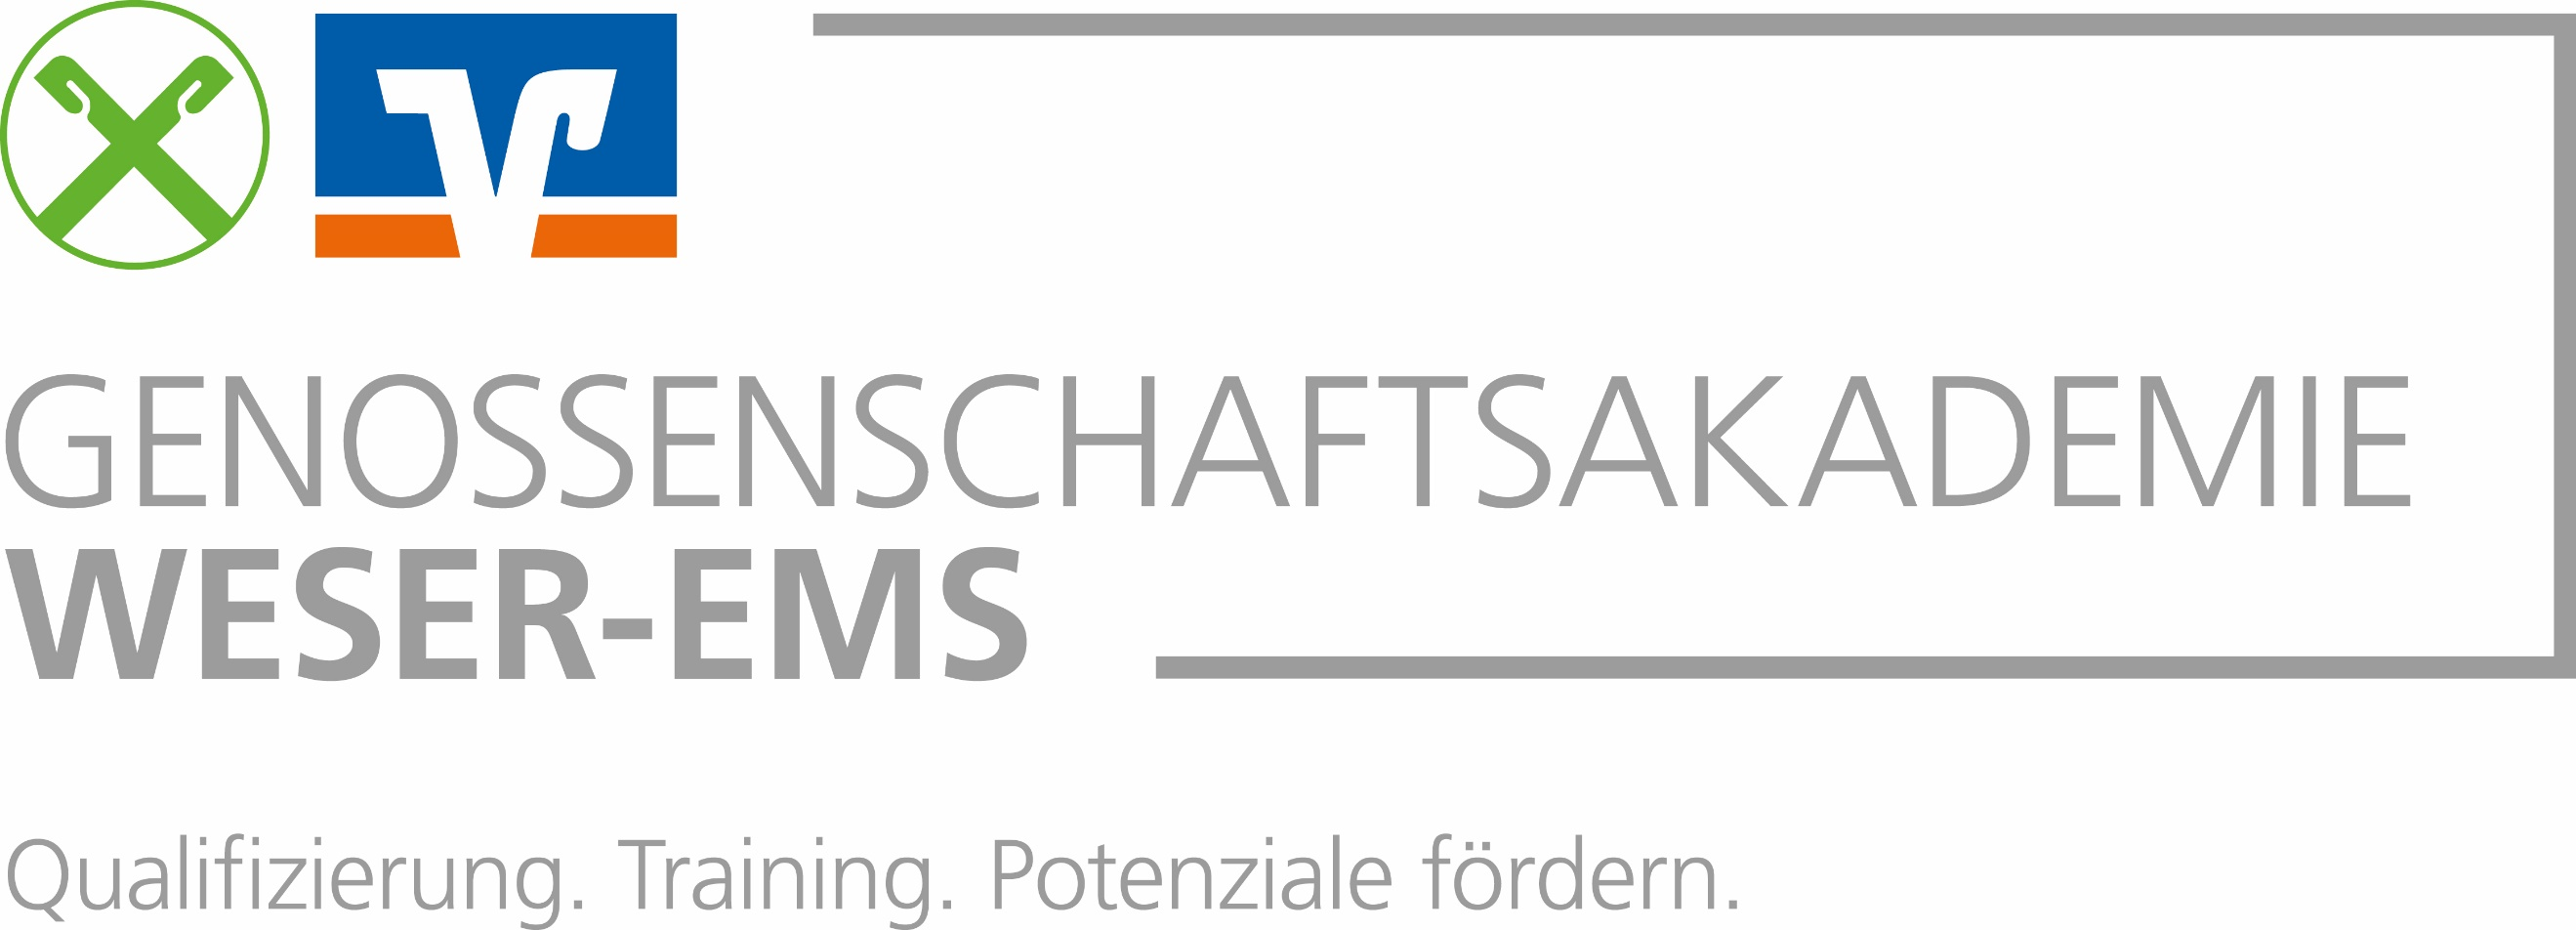 GENOSSENSCHAFTSAKADEMIE
WESER-EMS
Qualifizierung. Training. Potenziale fördern.